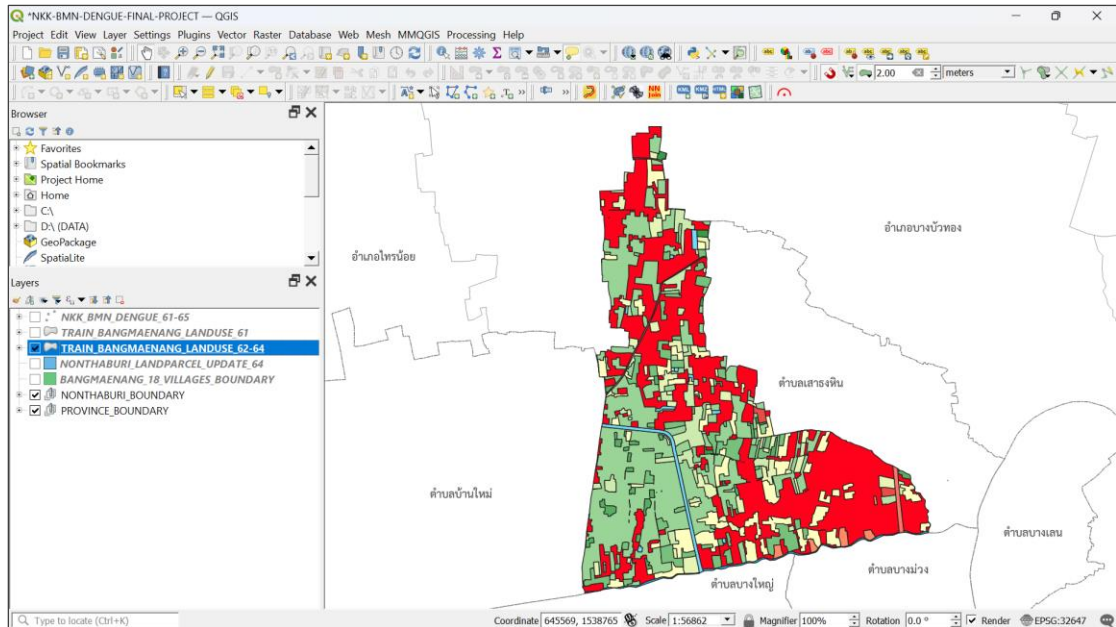 *NKK-BMN-DENGUE-FINAL-PROJECT — QGIS
Project Edit View Layer Settings Plugins Vector Raster Database Web Mesh MMQGIS Processing Help
2.00 meters
Browser
Favorites
Spatial Bookmarks
Project Home
Home
C:\
D:\ (DATA)
GeoPackage
SpatiaLite
Layers
NKK_BMN_DENGUE_61-65
TRAIN_BANGMAENANG_LANDUSE_61
TRAIN_BANGMAENANG_LANDUSE_62-64
NONTHABURI_LANDPARCEL_UPDATE_64
BANGMAENANG_18_VILLAGES_BOUNDARY
NONTHABURI_BOUNDARY
PROVINCE_BOUNDARY
อำเภอไทรน้อย
อำเภอบางบัวทอง
ตำบลเสาธงหิน
ตำบลบ้านใหม่
ตำบลบางเลน
ตำบลบางม่วง
ตำบลบางใหญ่
Type to locate (Ctrl+K)
Coordinate 645569, 1538765 Scale 1:56862 Magnifier 100% Rotation 0.0 ° Render EPSG:32647